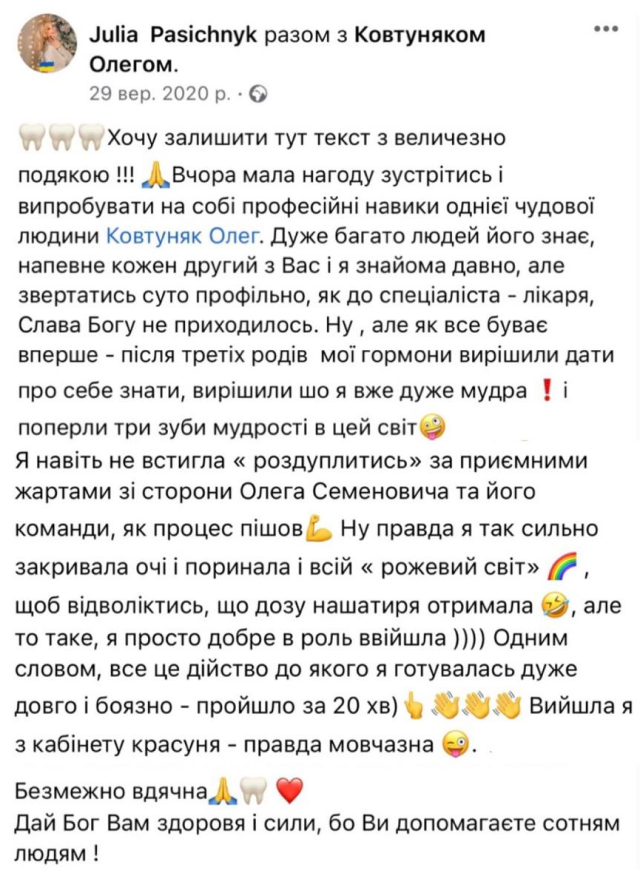 Julia Pasichnyk разом з Ковтуняком
Олегом.
29 вер. 2020 р. ·
🦷🦷🦷Хочу залишити тут текст з величезно
подякою !!! 🙏Вчора мала нагоду зустрітись і
випробувати на собі професійні навики однієї чудової
людини Ковтуняк Олег. Дуже багато людей його знає,
напевне кожен другий з Вас і я знайома давно, але
звертатись суто профільно, як до спеціаліста - лікаря,
Слава Богу не приходилось. Ну , але як все буває
вперше - після третіх родів мої гормони вирішили дати
про себе знати, вирішили шо я вже дуже мудра ❗ і
поперли три зуби мудрості в цей світ🤪
Я навіть не встигла « роздуплитись» за приємними
жартами зі сторони Олега Семеновича та його
команди, як процес пішов💪 Ну правда я так сильно
закривала очі і поринала і всій « рожевий світ» 🌈 ,
щоб відволіктись, що дозу нашатиря отримала 🤣, але
то таке, я просто добре в роль ввійшла )))) Одним
словом, все це дійство до якого я готувалась дуже
довго і боязно - пройшло за 20 хв)👆👏👏👏 Вийшла я
з кабінету красуня - правда мовчазна 😜.
Безмежно вдячна🙏🦷 ❤️
Дай Бог Вам здоровя і сили, бо Ви допомагаєте сотням
людям !